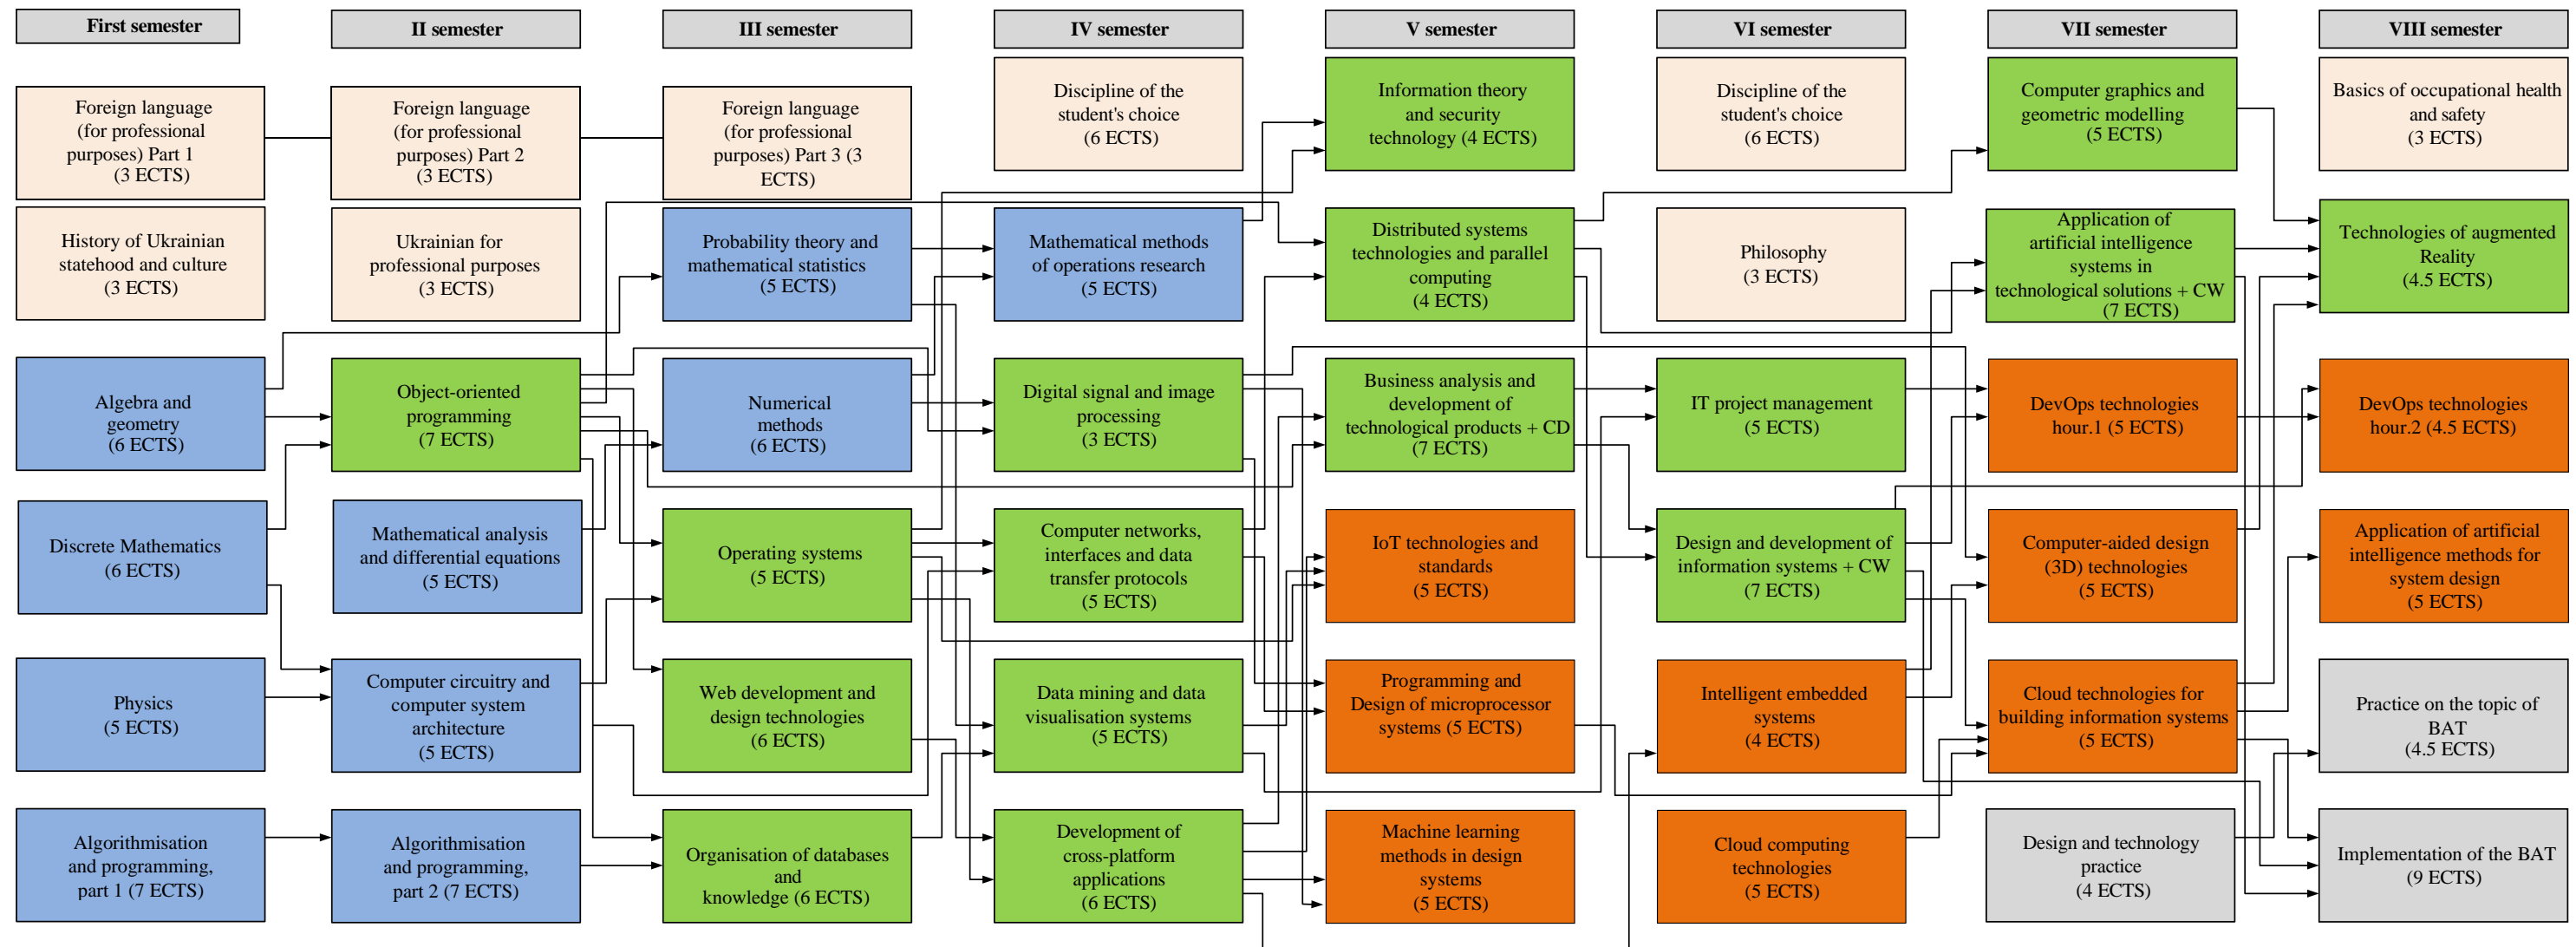 First semester
II semester
III semester
IV semester
V semester
VI semester
VII semester
VIII semester
Foreign language
(for professional
purposes) Part 1
(3 ECTS)
History of Ukrainian
statehood and culture
(3 ECTS)
Algebra and
geometry
(6 ECTS)
Discrete Mathematics
(6 ECTS)
Physics
(5 ECTS)
Algorithmisation
and programming,
part 1 (7 ECTS)
Foreign language
(for professional
purposes) Part 2
(3 ECTS)
Ukrainian for
professional purposes
(3 ECTS)
Object-oriented
programming
(7 ECTS)
Mathematical analysis
and differential equations
(5 ECTS)
Computer circuitry and
computer system
architecture
(5 ECTS)
Algorithmisation
and programming,
part 2 (7 ECTS)
Foreign language
(for professional
purposes) Part 3 (3
ECTS)
Probability theory and
mathematical statistics
(5 ECTS)
Numerical
methods
(6 ECTS)
Operating systems
(5 ECTS)
Web development and
design technologies
(6 ECTS)
Organisation of databases
and
knowledge (6 ECTS)
Discipline of the
student's choice
(6 ECTS)
Mathematical methods
of operations research
(5 ECTS)
Digital signal and image
processing
(3 ECTS)
Computer networks,
interfaces and data
transfer protocols
(5 ECTS)
Data mining and data
visualisation systems
(5 ECTS)
Development of
cross-platform
applications
(6 ECTS)
Information theory
and security
technology (4 ECTS)
Distributed systems
technologies and parallel
computing
(4 ECTS)
Business analysis and
development of
technological products + CD
(7 ECTS)
IoT technologies and
standards
(5 ECTS)
Programming and
Design of microprocessor
systems (5 ECTS)
Machine learning
methods in design
systems
(5 ECTS)
Discipline of the
student's choice
(6 ECTS)
Philosophy
(3 ECTS)
IT project management
(5 ECTS)
Design and development of
information systems + CW
(7 ECTS)
Intelligent embedded
systems
(4 ECTS)
Cloud computing
technologies
(5 ECTS)
Computer graphics and
geometric modelling
(5 ECTS)
Application of
artificial intelligence
systems in
technological solutions + CW
(7 ECTS)
DevOps technologies
hour.1 (5 ECTS)
Computer-aided design
(3D) technologies
(5 ECTS)
Cloud technologies for
building information systems
(5 ECTS)
Design and technology
practice
(4 ECTS)
Basics of occupational health
and safety
(3 ECTS)
Technologies of augmented
Reality
(4.5 ECTS)
DevOps technologies
hour.2 (4.5 ECTS)
Application of artificial
intelligence methods for
system design
(5 ECTS)
Practice on the topic of
BAT
(4.5 ECTS)
Implementation of the BAT
(9 ECTS)